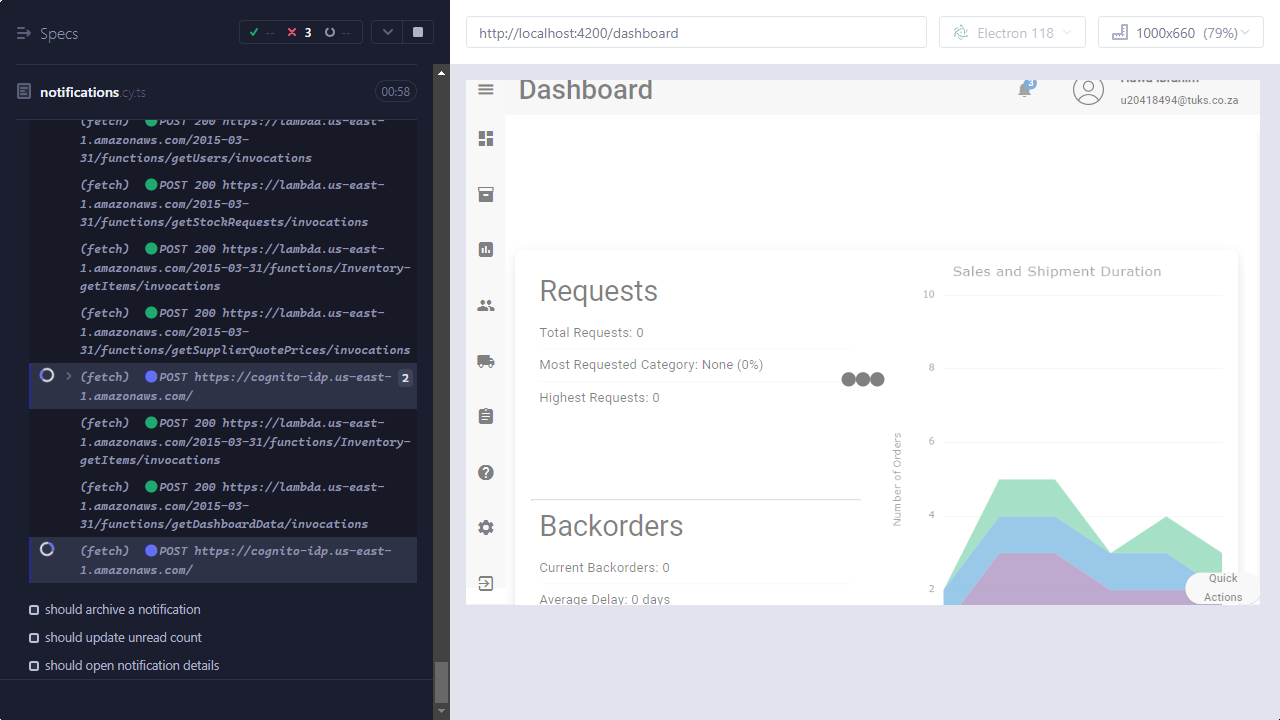 Specs
-- 3 --
notifications.cy.ts
00:58
(fetch) POST 200 https://lambda.us-east-
1.amazonaws.com/2015-03-
31/functions/getUsers/invocations
(fetch) POST 200 https://lambda.us-east-
1.amazonaws.com/2015-03-
31/functions/getStockRequests/invocations
(fetch) POST 200 https://lambda.us-east-
1.amazonaws.com/2015-03-31/functions/Inventory-
getItems/invocations
(fetch) POST 200 https://lambda.us-east-
1.amazonaws.com/2015-03-
31/functions/getSupplierQuotePrices/invocations
(fetch) POST https://cognito-idp.us-east- 2
1.amazonaws.com/
(fetch) POST 200 https://lambda.us-east-
1.amazonaws.com/2015-03-31/functions/Inventory-
getItems/invocations
(fetch) POST 200 https://lambda.us-east-
1.amazonaws.com/2015-03-
31/functions/getDashboardData/invocations
(fetch) POST https://cognito-idp.us-east-
1.amazonaws.com/
should archive a notification
should update unread count
should open notification details
http://localhost:4200/dashboard
Electron 118
1000x660 (79%)
Dashboard
3
Hawa Ibrahim
u20418494@tuks.co.za
Requests
Total Requests: 0
Most Requested Category: None (0%)
Highest Requests: 0
Backorders
Current Backorders: 0
Average Delay: 0 days
Sales and Shipment Duration
10
8
6
4
2
Number of Orders
Quick
Actions